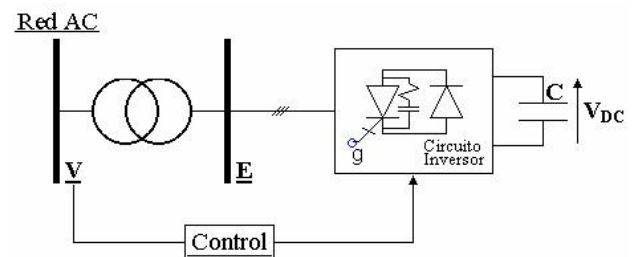 Red AC
V
E
g
Circuito
Inversor
C
VDC
Control